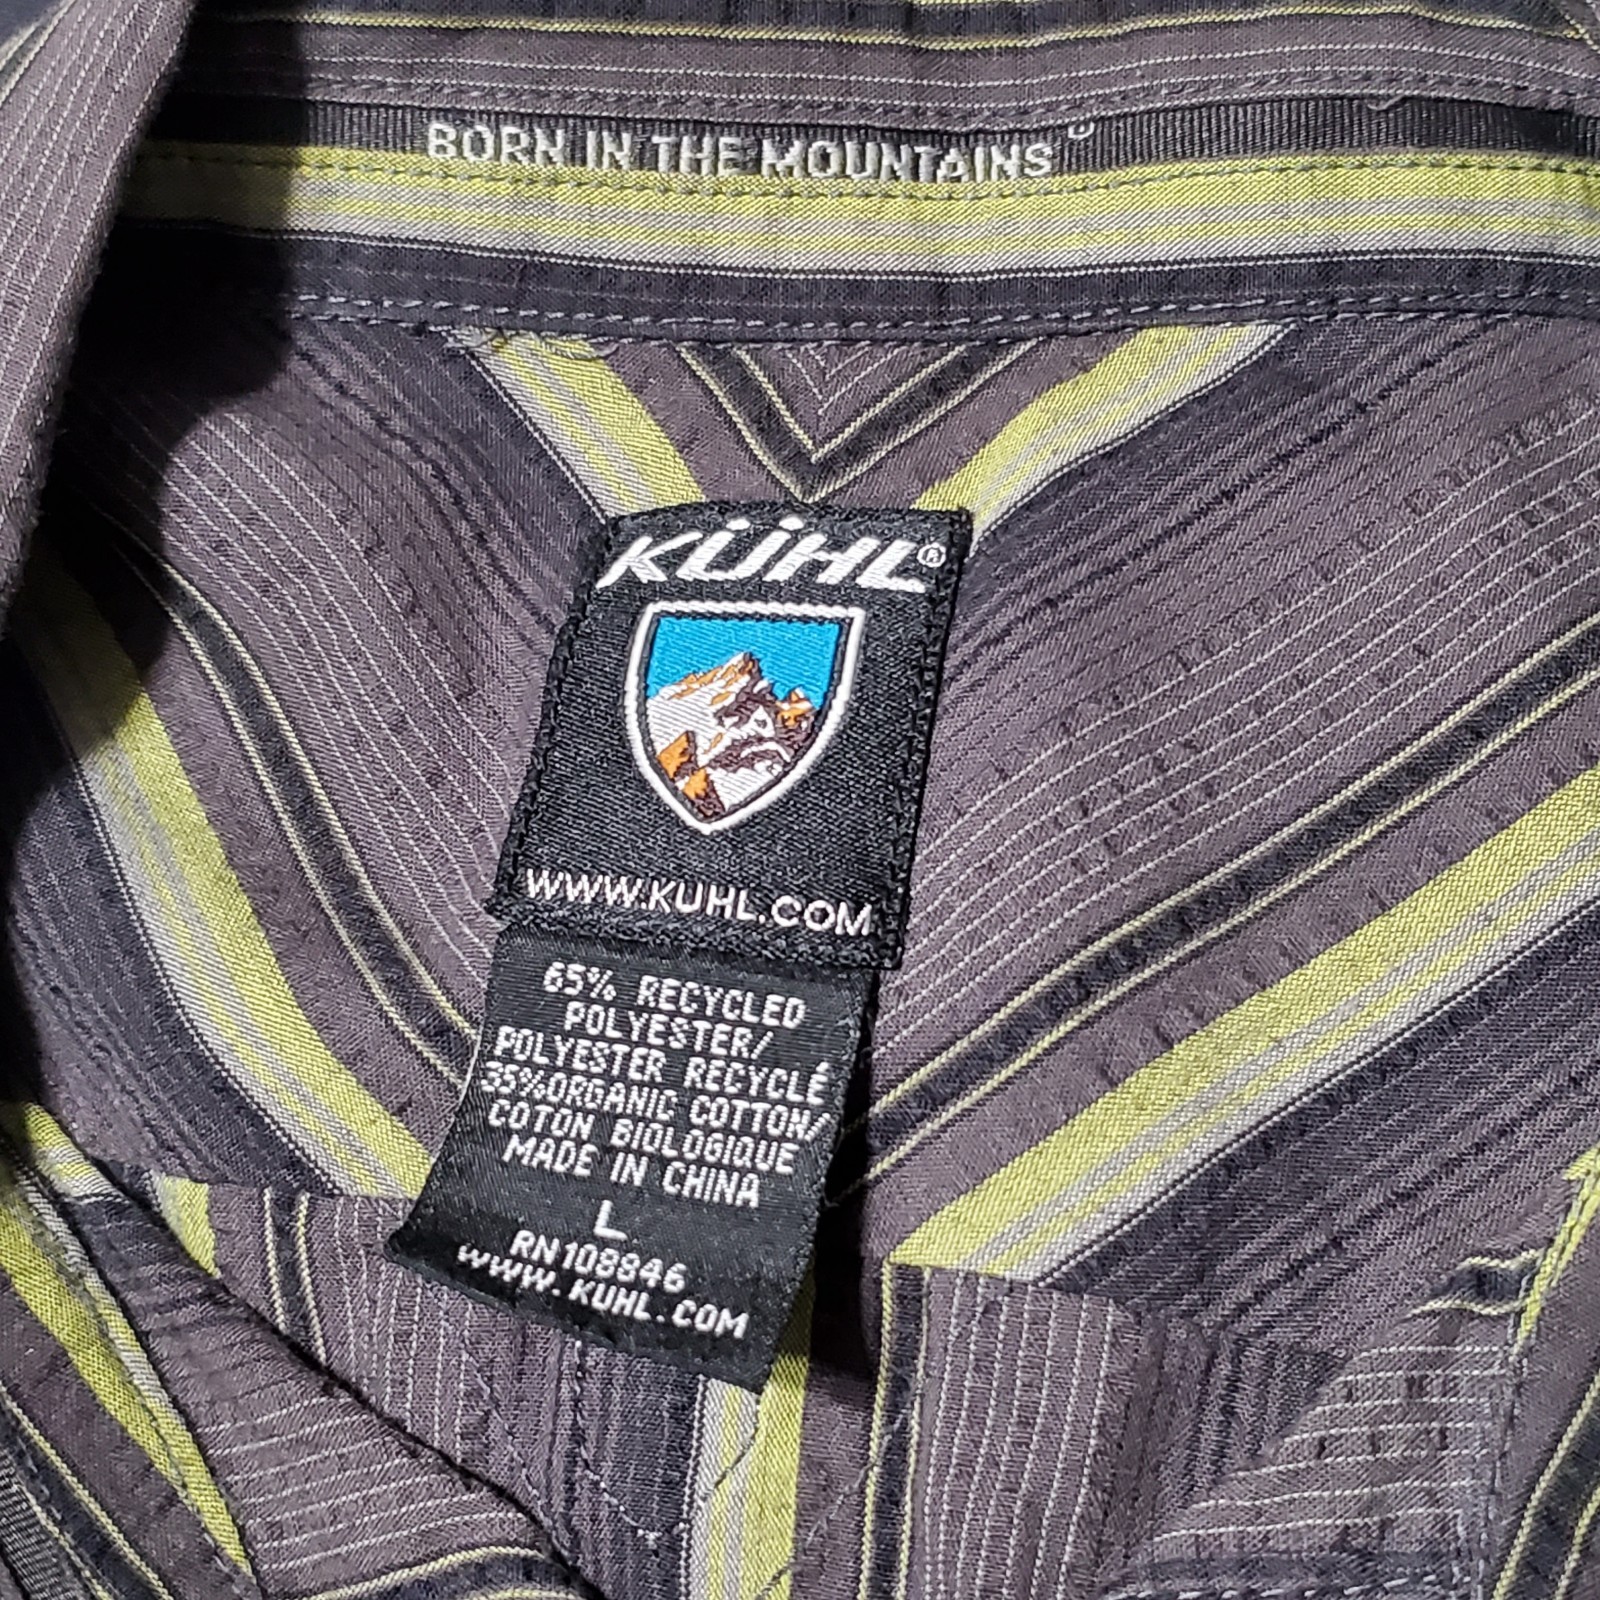 BORN IN THE MOUNTAINS
KÜHL®
WWW.KUHL.COM
65% RECYCLED
POLYESTER/
POLYESTER RECYCLÉ
35%ORGANIC COTTON/
COTON BIOLOGIQUE
MADE IN CHINA
L
RN108846
WWW.KUHL.COM